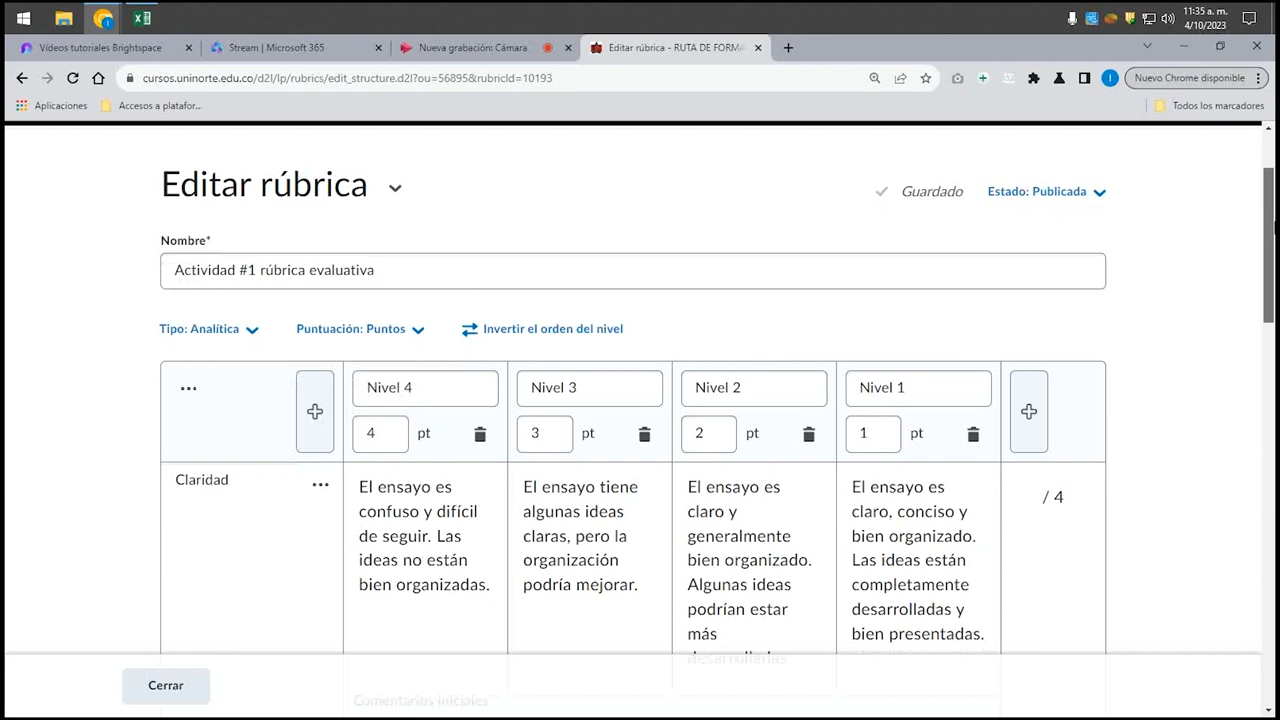 11:35 a. m.
4/10/2023
Vídeos tutoriales Brightspace
Stream | Microsoft 365
Nueva grabación: Cámara
Editar rúbrica - RUTA DE FORMA
cursos.uninorte.edu.co/d2l/lp/rubrics/edit_structure.d2l?ou=56895&rubricId=10193
Nuevo Chrome disponible
Aplicaciones
Accesos a platafor...
Todos los marcadores
Editar rúbrica
Guardado
Estado: Publicada
Nombre*
Actividad #1 rúbrica evaluativa
Tipo: Analítica
Puntuación: Puntos
Invertir el orden del nivel
Nivel 4
Nivel 3
Nivel 2
Nivel 1
4 pt
3 pt
2 pt
1 pt
Claridad
El ensayo es
confuso y difícil
de seguir. Las
ideas no están
bien organizadas.
El ensayo tiene
algunas ideas
claras, pero la
organización
podría mejorar.
El ensayo es
claro y
generalmente
bien organizado.
Algunas ideas
podrían estar
más
desarrolladas
El ensayo es
claro, conciso y
bien organizado.
Las ideas están
completamente
desarrolladas y
bien presentadas.
/ 4
Comentarios iniciales
Cerrar